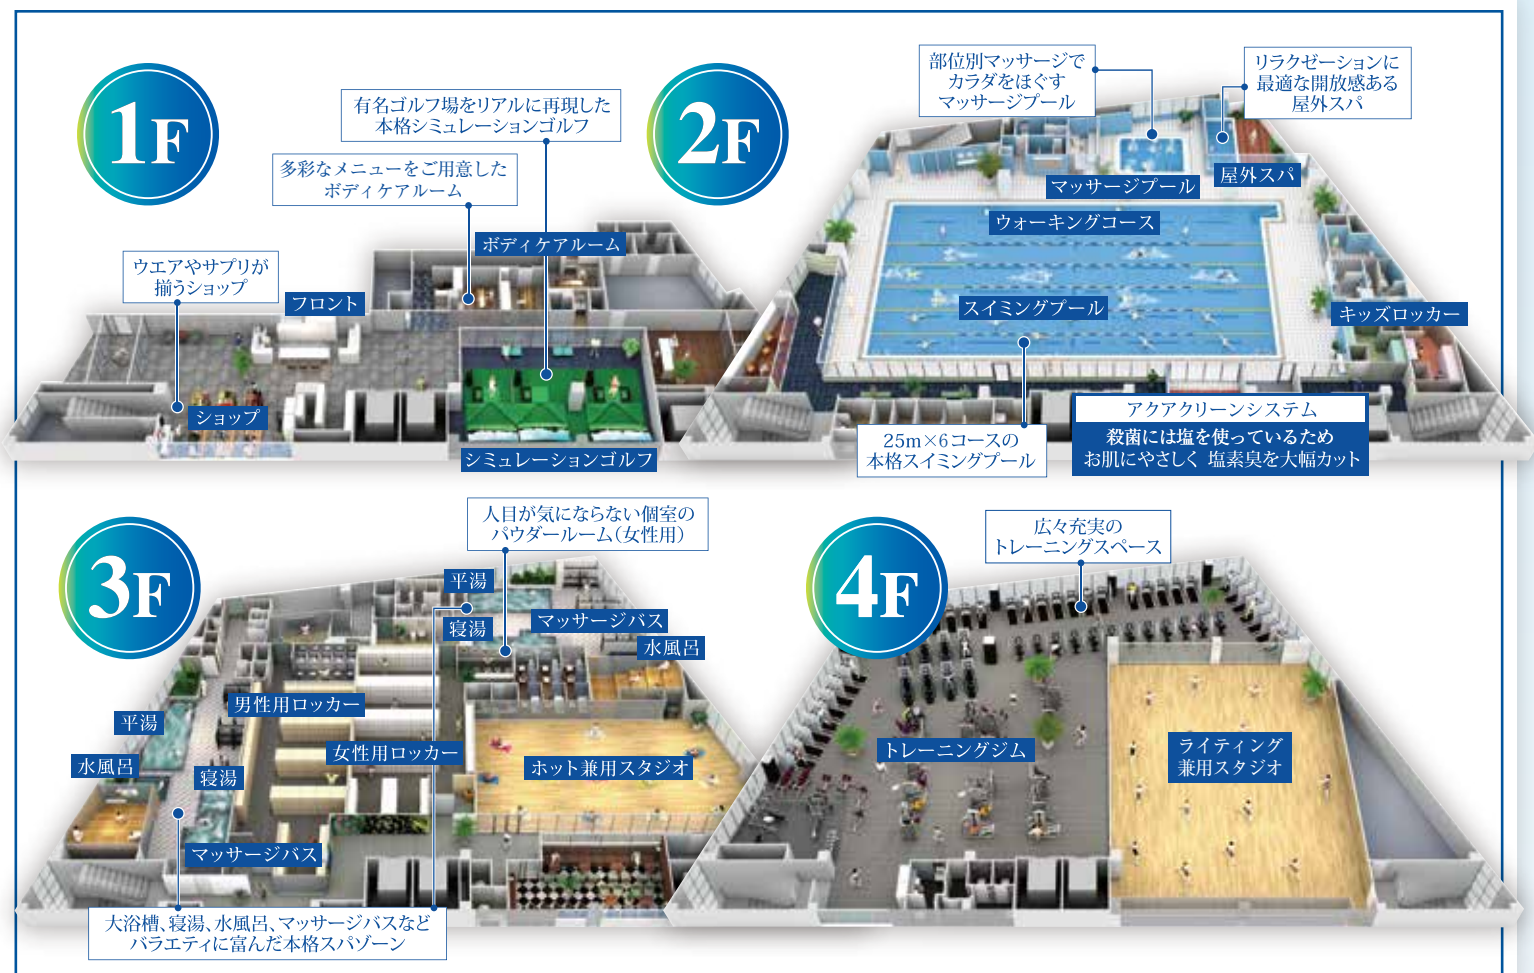 1F
有名ゴルフ場をリアルに再現した
本格シミュレーションゴルフ
多彩なメニューをご用意した
ボディケアルーム
ボディケアルーム
ウエアやサプリが
揃うショップ
フロント
ショップ
シミュレーションゴルフ
2F
部位別マッサージで
カラダをほぐす
マッサージプール
リラクゼーションに
最適な開放感ある
屋外スパ
マッサージプール
屋外スパ
ウォーキングコース
スイミングプール
キッズロッカー
25m×6コースの
本格スイミングプール
アクアクリーンシステム
殺菌には塩を使っているため
お肌にやさしく 塩素臭を大幅カット
3F
人目が気にならない個室の
パウダールーム(女性用)
平湯
寝湯
マッサージバス
水風呂
男性用ロッカー
平湯
女性用ロッカー
水風呂
寝湯
ホット兼用スタジオ
マッサージバス
大浴槽、寝湯、水風呂、マッサージバスなど
バラエティに富んだ本格スパゾーン
4F
広々充実の
トレーニングスペース
トレーニングジム
ライティング
兼用スタジオ